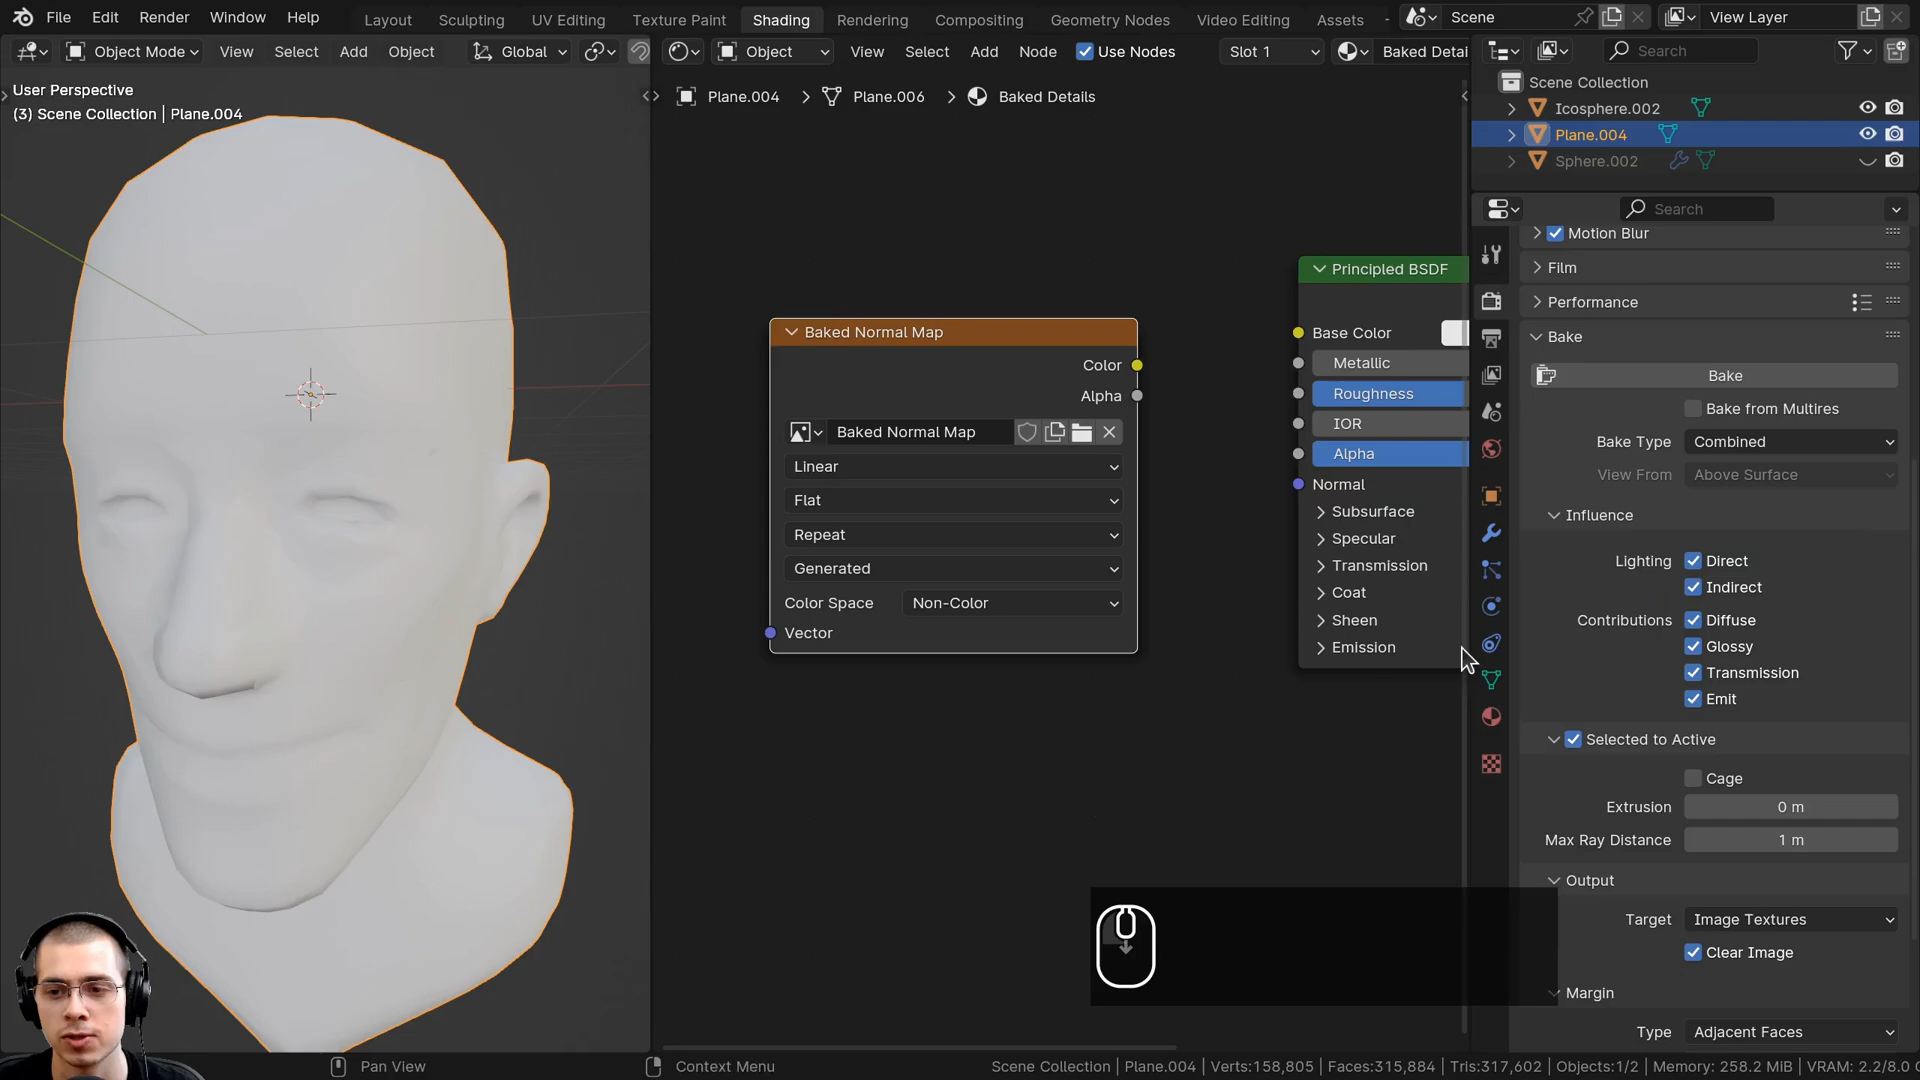 File Edit Render Window Help Layout Sculpting UV Editing Texture Paint Shading Rendering Compositing Geometry Nodes Video Editing Assets Scene View Layer
Object Mode View Select Add Object Global Object View Select Add Node Object Use Nodes Slot 1 Baked Detai Search
User Perspective
(3) Scene Collection | Plane.004
Plane.004 > Plane.006 > Baked Details
Scene Collection
Icosphere.002
Plane.004
Sphere.002
Search
Motion Blur
Film
Performance
Bake
Bake
Bake from Multires
Bake Type Combined
View From Above Surface
Influence
Lighting Direct
Indirect
Contributions Diffuse
Glossy
Transmission
Emit
Selected to Active
Cage
Extrusion 0 m
Max Ray Distance 1 m
Output
Target Image Textures
Clear Image
Margin
Type Adjacent Faces
Baked Normal Map
Color
Alpha
Baked Normal Map
Linear
Flat
Repeat
Generated
Color Space Non-Color
Vector
Principled BSDF
Base Color
Metallic
Roughness
IOR
Alpha
Normal
Subsurface
Specular
Transmission
Coat
Sheen
Emission
Pan View Context Menu Scene Collection | Plane.004 | Verts:158,805 | Faces:315,884 | Tris:317,602 | Objects:1/2 | Memory: 258.2 MiB | VRAM: 2.2/8.0